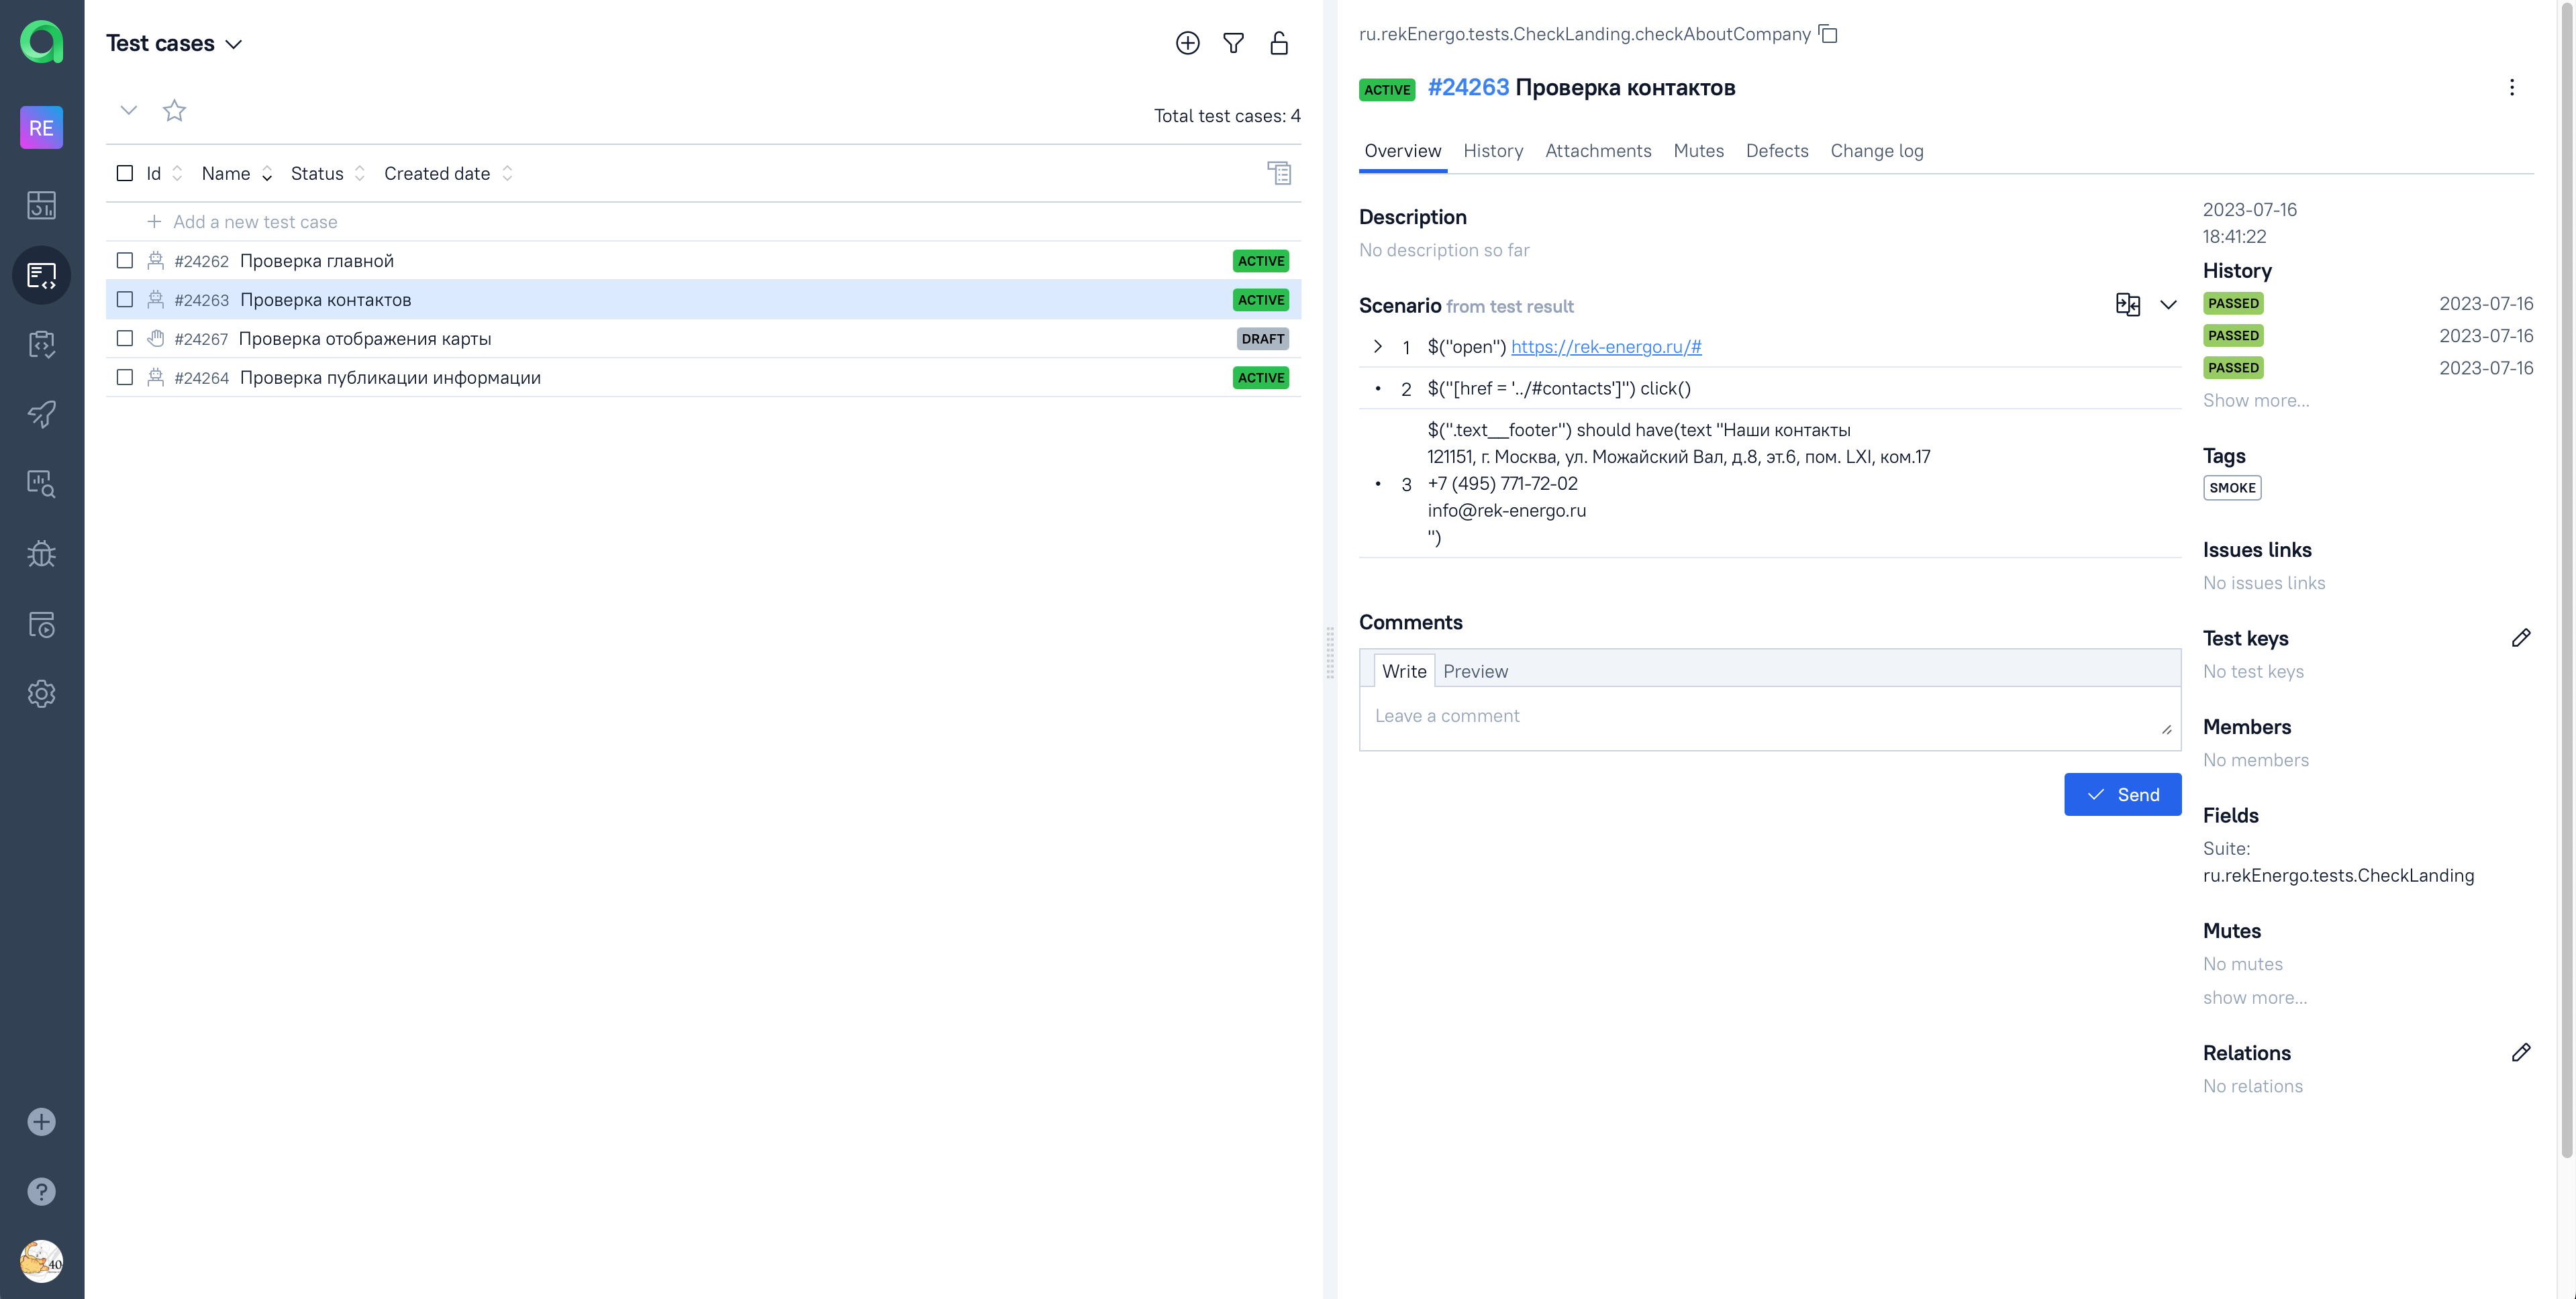 Test cases
RE
Total test cases: 4
Id Name Status Created date
Add a new test case
#24262 Проверка главной ACTIVE
#24263 Проверка контактов ACTIVE
#24267 Проверка отображения карты DRAFT
#24264 Проверка публикации информации ACTIVE
40
ru.rekEnergo.tests.CheckLanding.checkAboutCompany
ACTIVE #24263 Проверка контактов
Overview History Attachments Mutes Defects Change log
Description
No description so far
Scenario from test result
1 $("open") https://rek-energo.ru/#
2 $("[href = '../#contacts']") click()
$(".text__footer") should have(text "Наши контакты
121151, г. Москва, ул. Можайский Вал, д.8, эт.6, пом. LXI, ком.17
3 +7 (495) 771-72-02
info@rek-energo.ru
")
Comments
Write Preview
Leave a comment
Send
2023-07-16
18:41:22
History
PASSED 2023-07-16
PASSED 2023-07-16
PASSED 2023-07-16
Show more...
Tags
SMOKE
Issues links
No issues links
Test keys
No test keys
Members
No members
Fields
Suite:
ru.rekEnergo.tests.CheckLanding
Mutes
No mutes
show more...
Relations
No relations